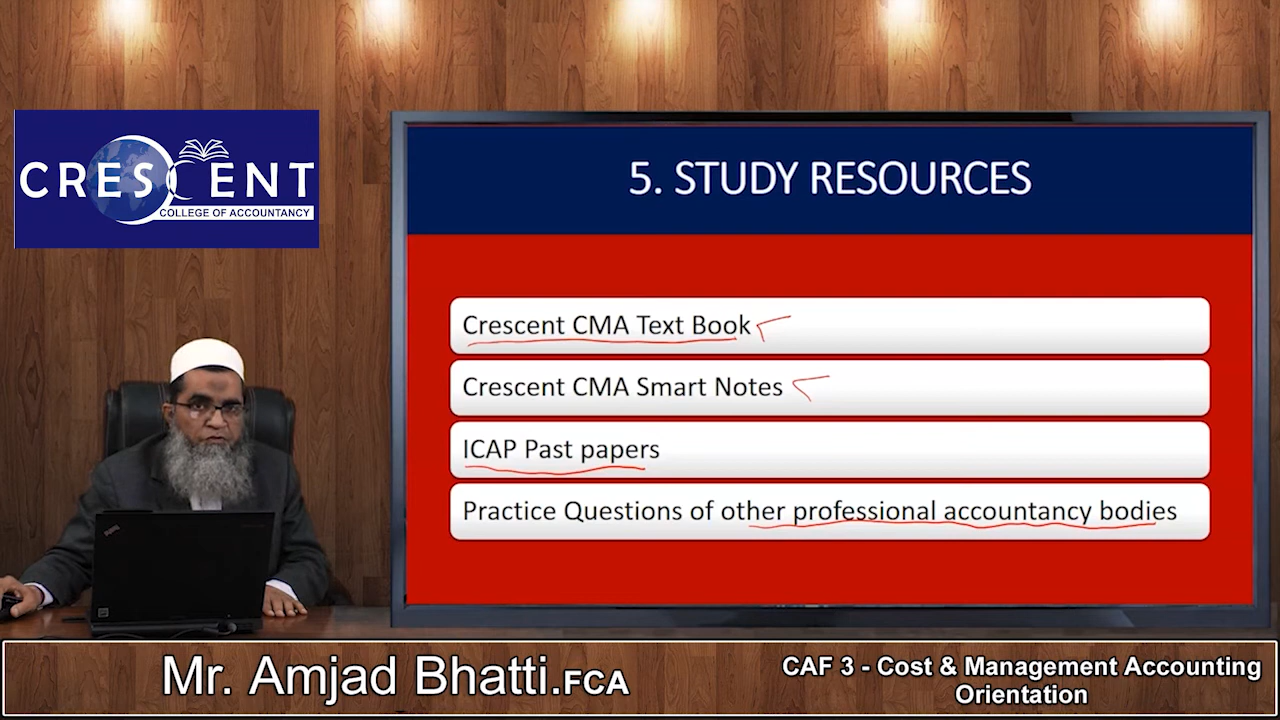 CRESCENT
COLLEGE OF ACCOUNTANCY
5. STUDY RESOURCES
Crescent CMA Text Book
Crescent CMA Smart Notes
ICAP Past papers
Practice Questions of other professional accountancy bodies
Mr. Amjad Bhatti.FCA
CAF 3 - Cost & Management Accounting
Orientation